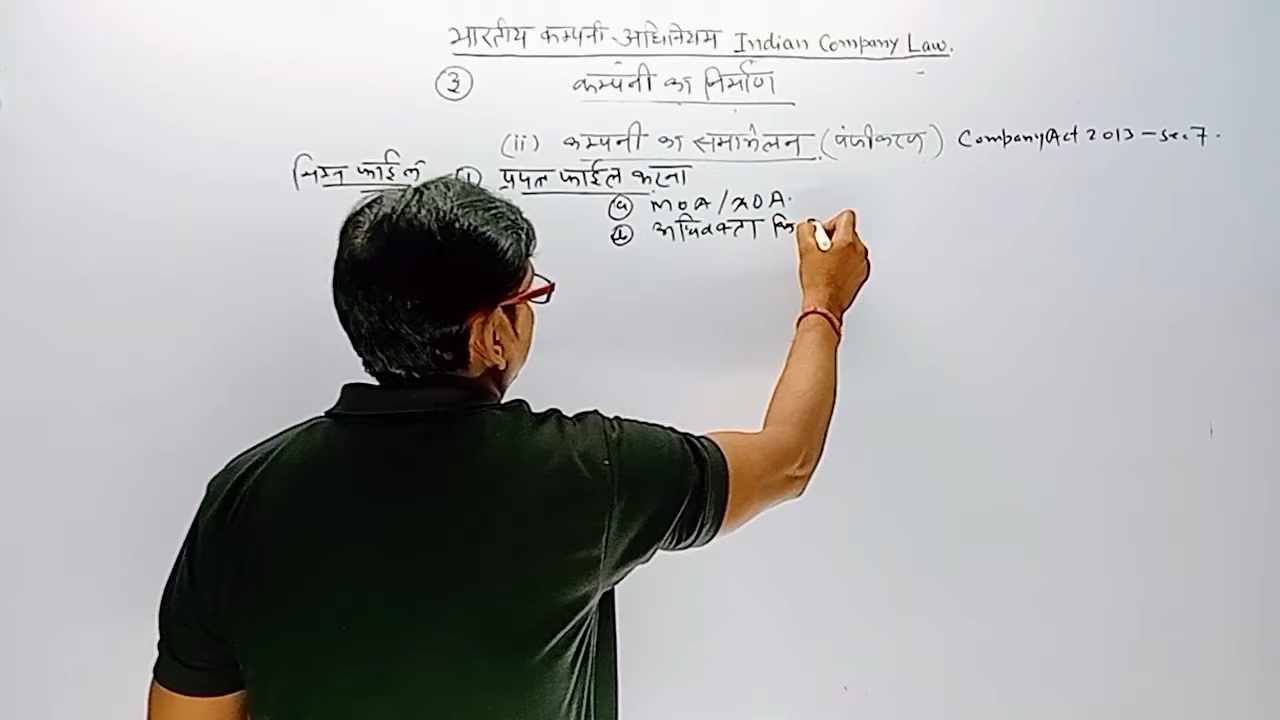 भारतीय कम्पनी अधिनियम Indian Company Law.
③ कम्पनी का निर्माण
(ii) कम्पनी का समामेलन (पंजीकरण) Company Act 2013 - Sec 7.
निम्न फाईल ① प्रपत्र फाईल करना
ⓐ MOA/AOA.
ⓑ अधिवक्ता